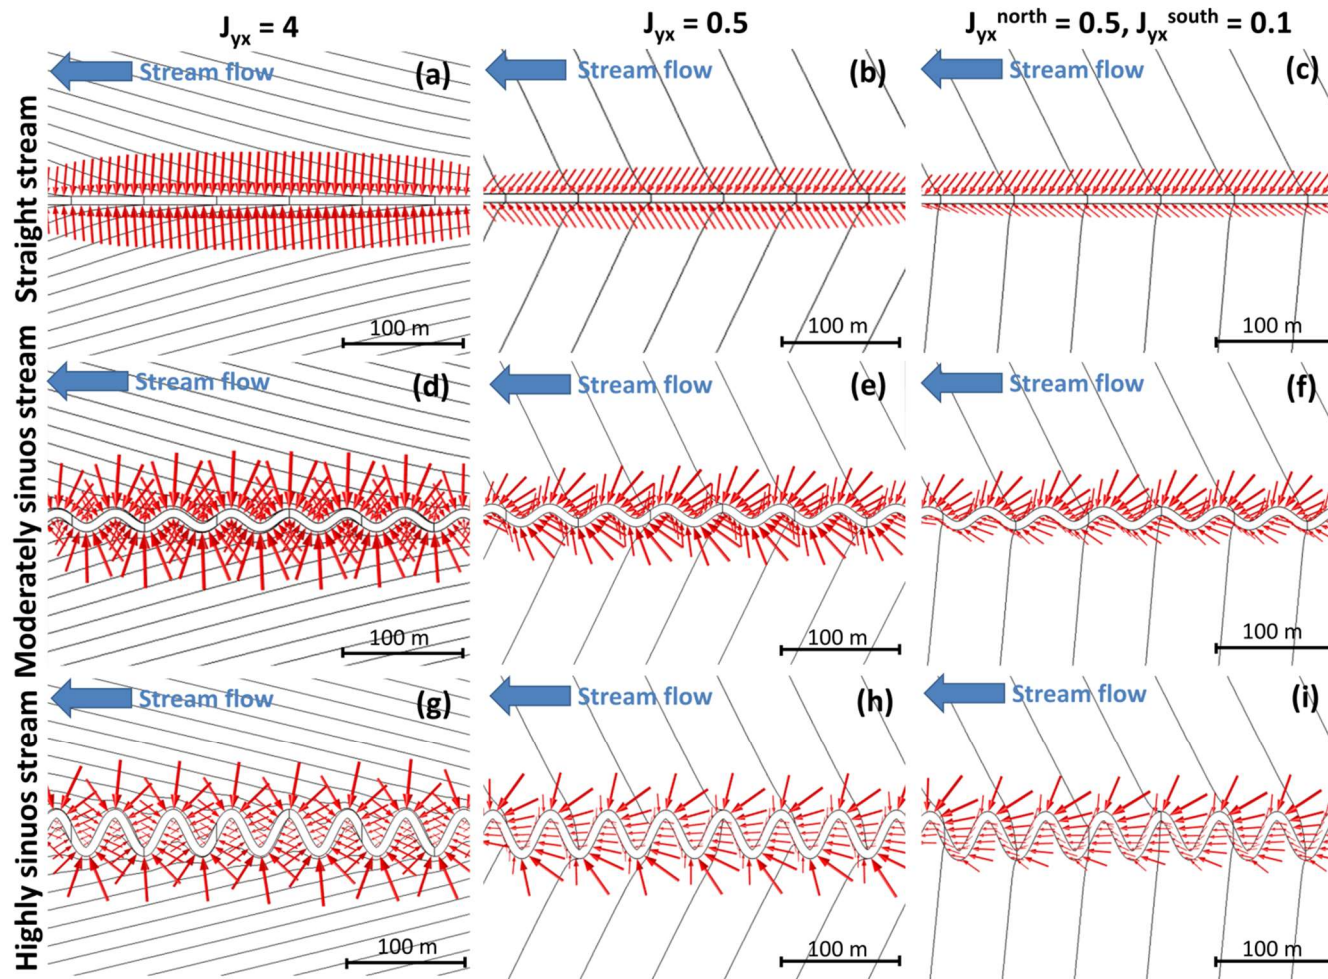 J_yx = 4
J_yx = 0.5
J_yx^north = 0.5, J_yx^south = 0.1
Straight stream
Stream flow
(a)
100 m
Stream flow
(b)
100 m
Stream flow
(c)
100 m
Moderately sinuos stream
Stream flow
(d)
100 m
Stream flow
(e)
100 m
Stream flow
(f)
100 m
Highly sinuos stream
Stream flow
(g)
100 m
Stream flow
(h)
100 m
Stream flow
(i)
100 m